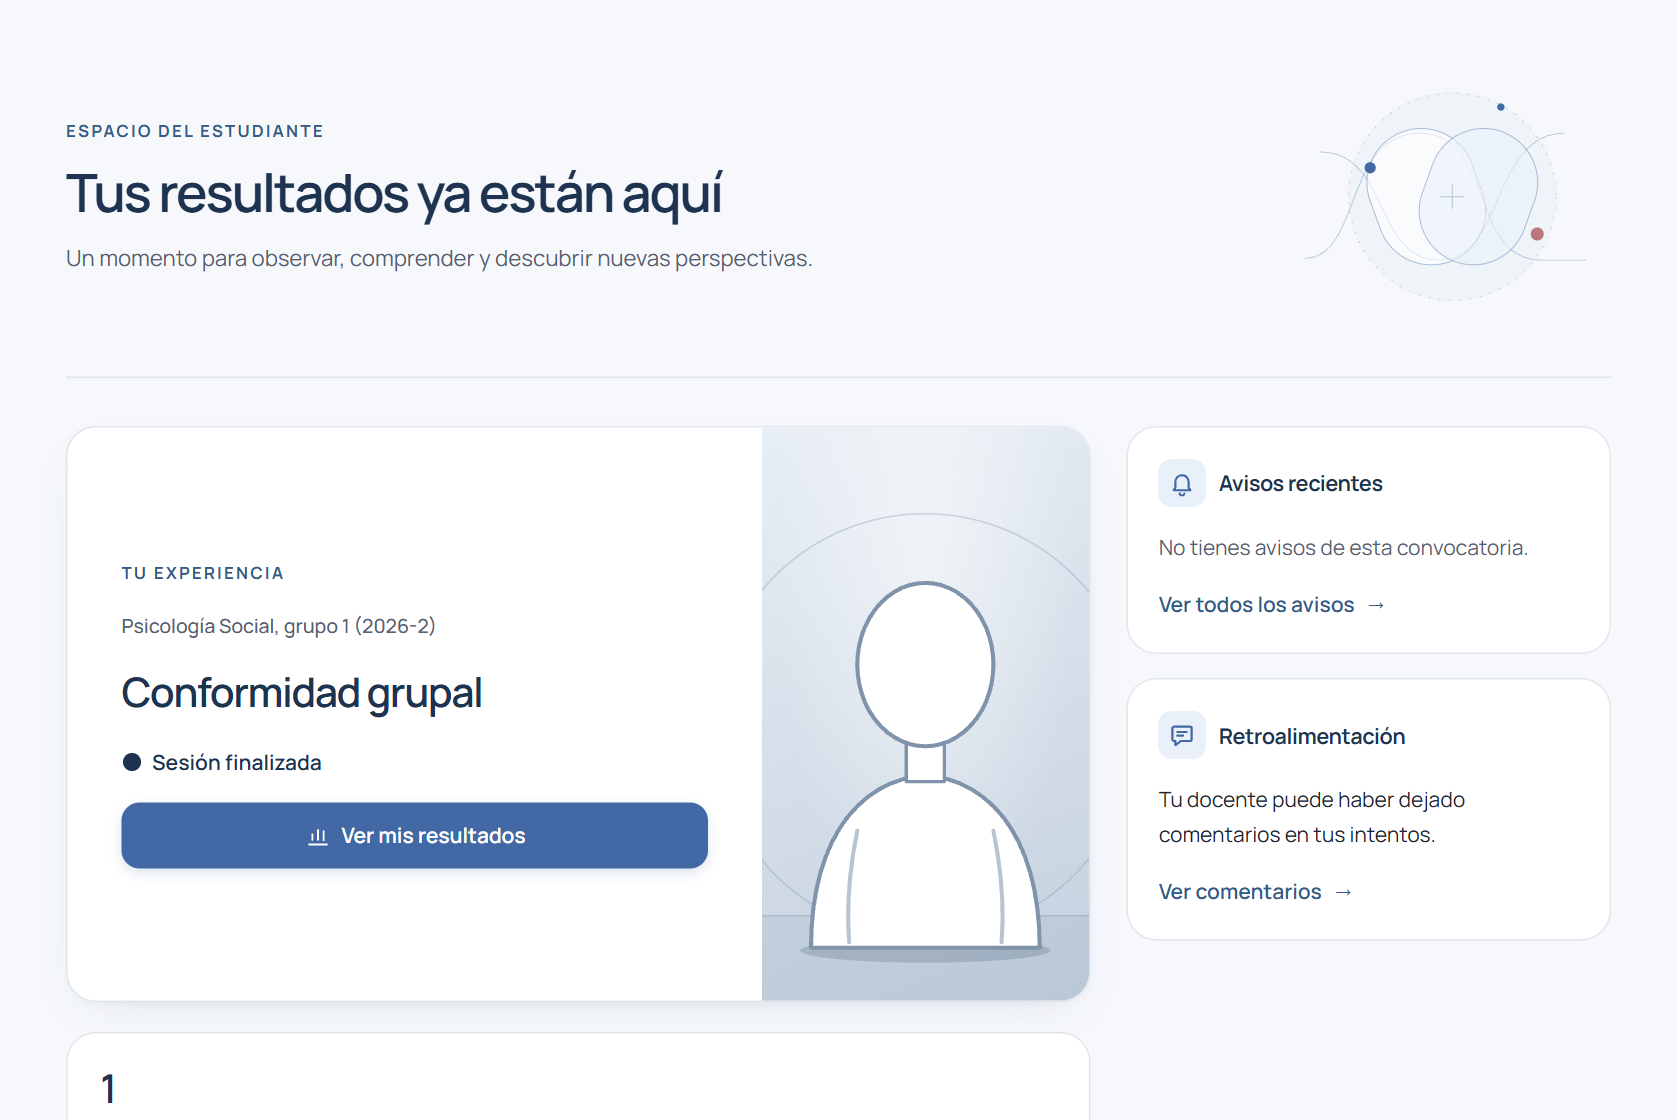 ESPACIO DEL ESTUDIANTE
Tus resultados ya están aquí
Un momento para observar, comprender y descubrir nuevas perspectivas.
TU EXPERIENCIA
Psicología Social, grupo 1 (2026-2)
Conformidad grupal
Sesión finalizada
Ver mis resultados
Avisos recientes
No tienes avisos de esta convocatoria.
Ver todos los avisos →
Retroalimentación
Tu docente puede haber dejado
comentarios en tus intentos.
Ver comentarios →
1